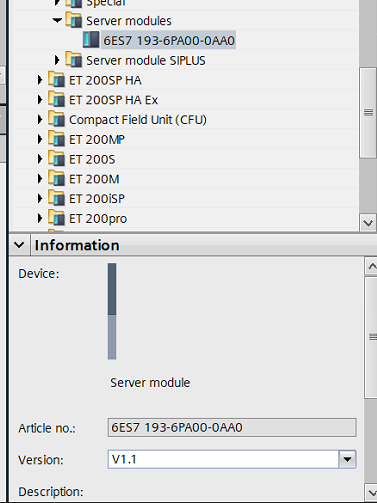 Special
Server modules
6ES7 193-6PA00-0AA0
Server module SIPLUS
ET 200SP HA
ET 200SP HA Ex
Compact Field Unit (CFU)
ET 200MP
ET 200S
ET 200M
ET 200iSP
ET 200pro
Information
Device:
Server module
Article no.: 6ES7 193-6PA00-0AA0
Version: V1.1
Description: